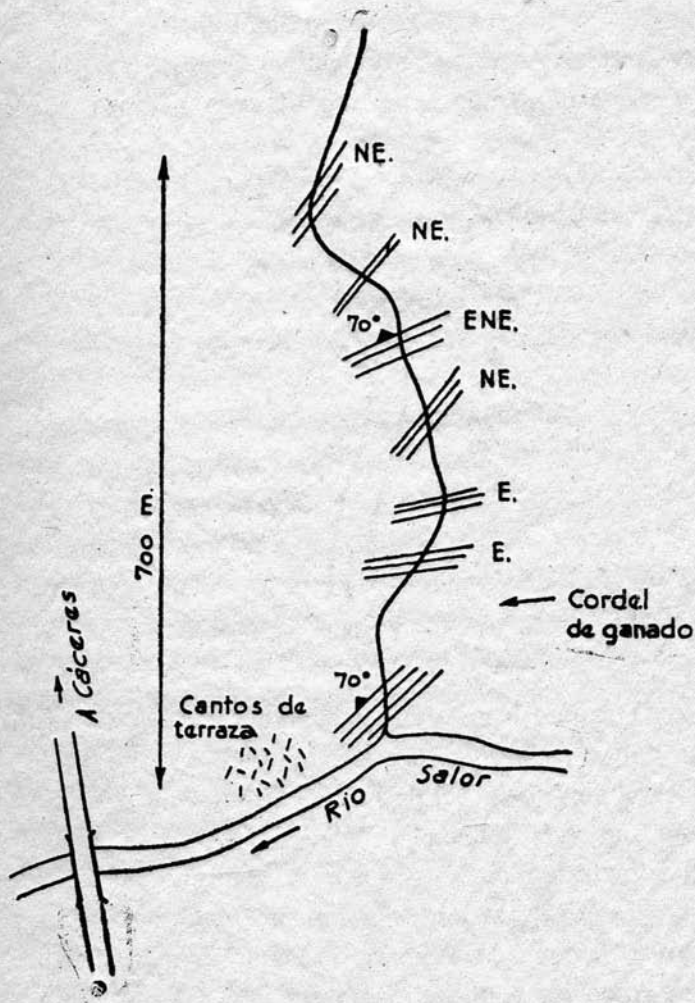 NE.
NE.
70°
ENE.
NE.
700 m.
E.
E.
Cordel
de ganado
A Cáceres
70°
Cantos de
terraza
Salor
Río